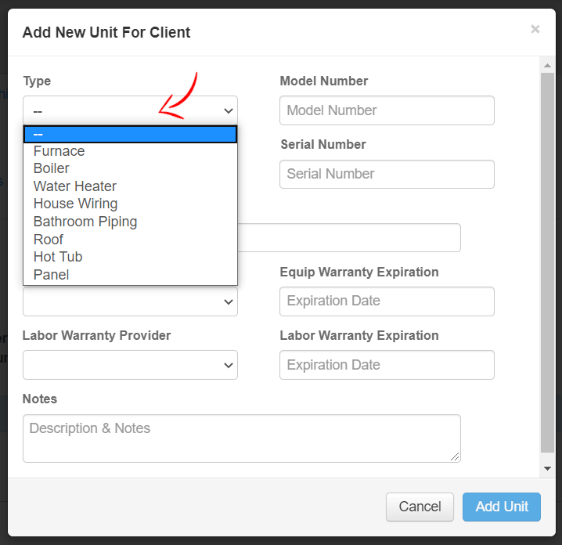 Add New Unit For Client
×
Type
Model Number
--
Model Number
--
Furnace
Boiler
Water Heater
House Wiring
Bathroom Piping
Roof
Hot Tub
Panel
Serial Number
Serial Number
Equip Warranty Expiration
Expiration Date
Labor Warranty Provider
Labor Warranty Expiration
Expiration Date
Notes
Description & Notes
Cancel
Add Unit